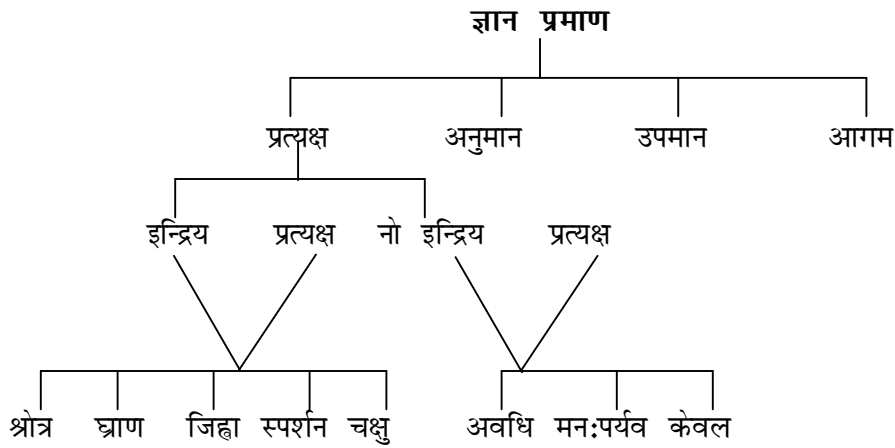 ज्ञान प्रमाण
प्रत्यक्ष अनुमान उपमान आगम
इन्द्रिय प्रत्यक्ष नो इन्द्रिय प्रत्यक्ष
श्रोत्र घ्राण जिह्वा स्पर्शन चक्षु अवधि मन:पर्यव केवल